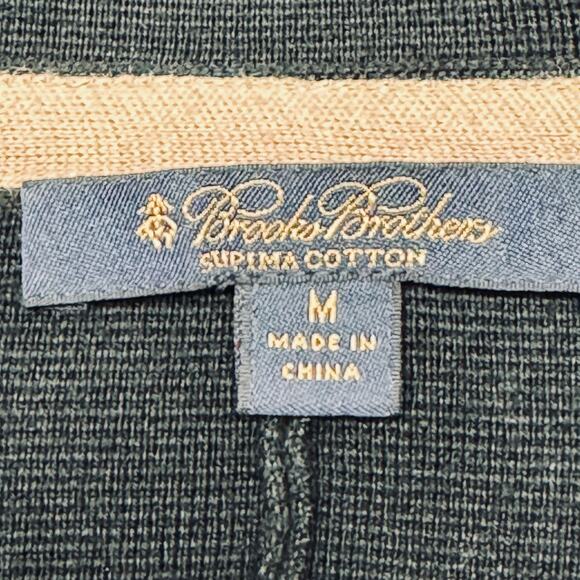 Brooks Brothers
SUPIMA COTTON
M
MADE IN
CHINA